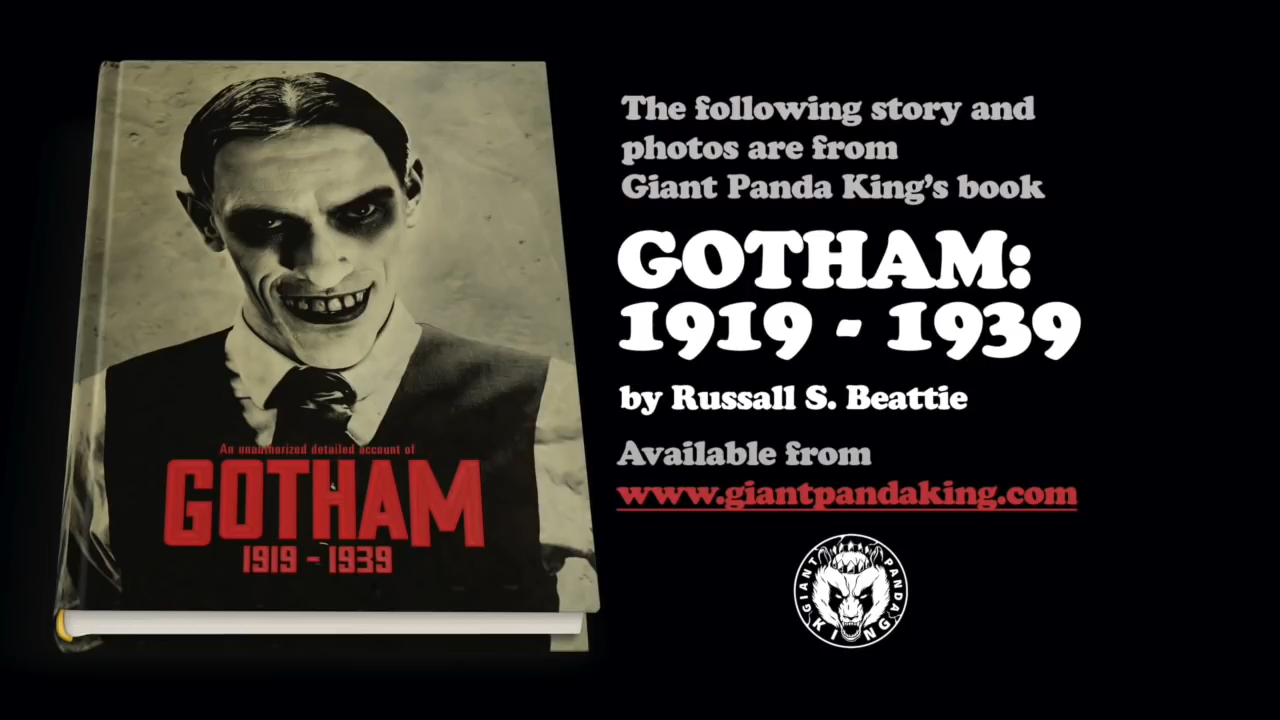 An unauthorized detailed account of
GOTHAM
1919 - 1939
The following story and
photos are from
Giant Panda King's book
GOTHAM:
1919 - 1939
by Russall S. Beattie
Available from
www.giantpandaking.com
GIANT PANDA
KING